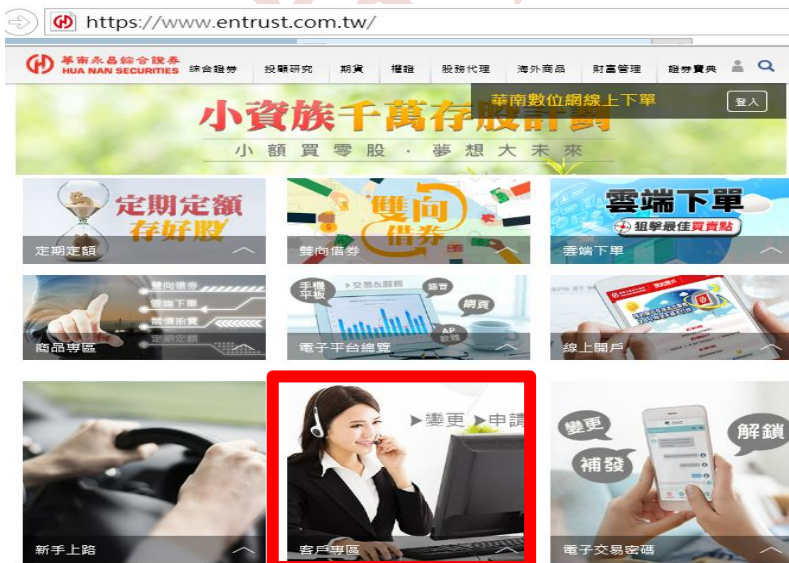 https://www.entrust.com.tw/
華南永昌綜合證券
HUA NAN SECURITIES
綜合證券 投顧研究 期貨 權證 股務代理 海外商品 財富管理 證券寶典
華南數位網線上下單 登入
小資族千萬存股計劃
小額買零股・夢想大未來
定期定額
存好股
定期定額
雙向
借券
雙向借券
雲端下單
狙擊最佳買賣點
雲端下單
雙向借券
雲端下單
競價拍賣
定期定額
商品專區
手機
平板
交易&服務
語音
網頁
AP
軟體
電子平台總覽
線上開戶
新手上路
變更 申請
客戶專區
變更
補發
解鎖
電子交易密碼